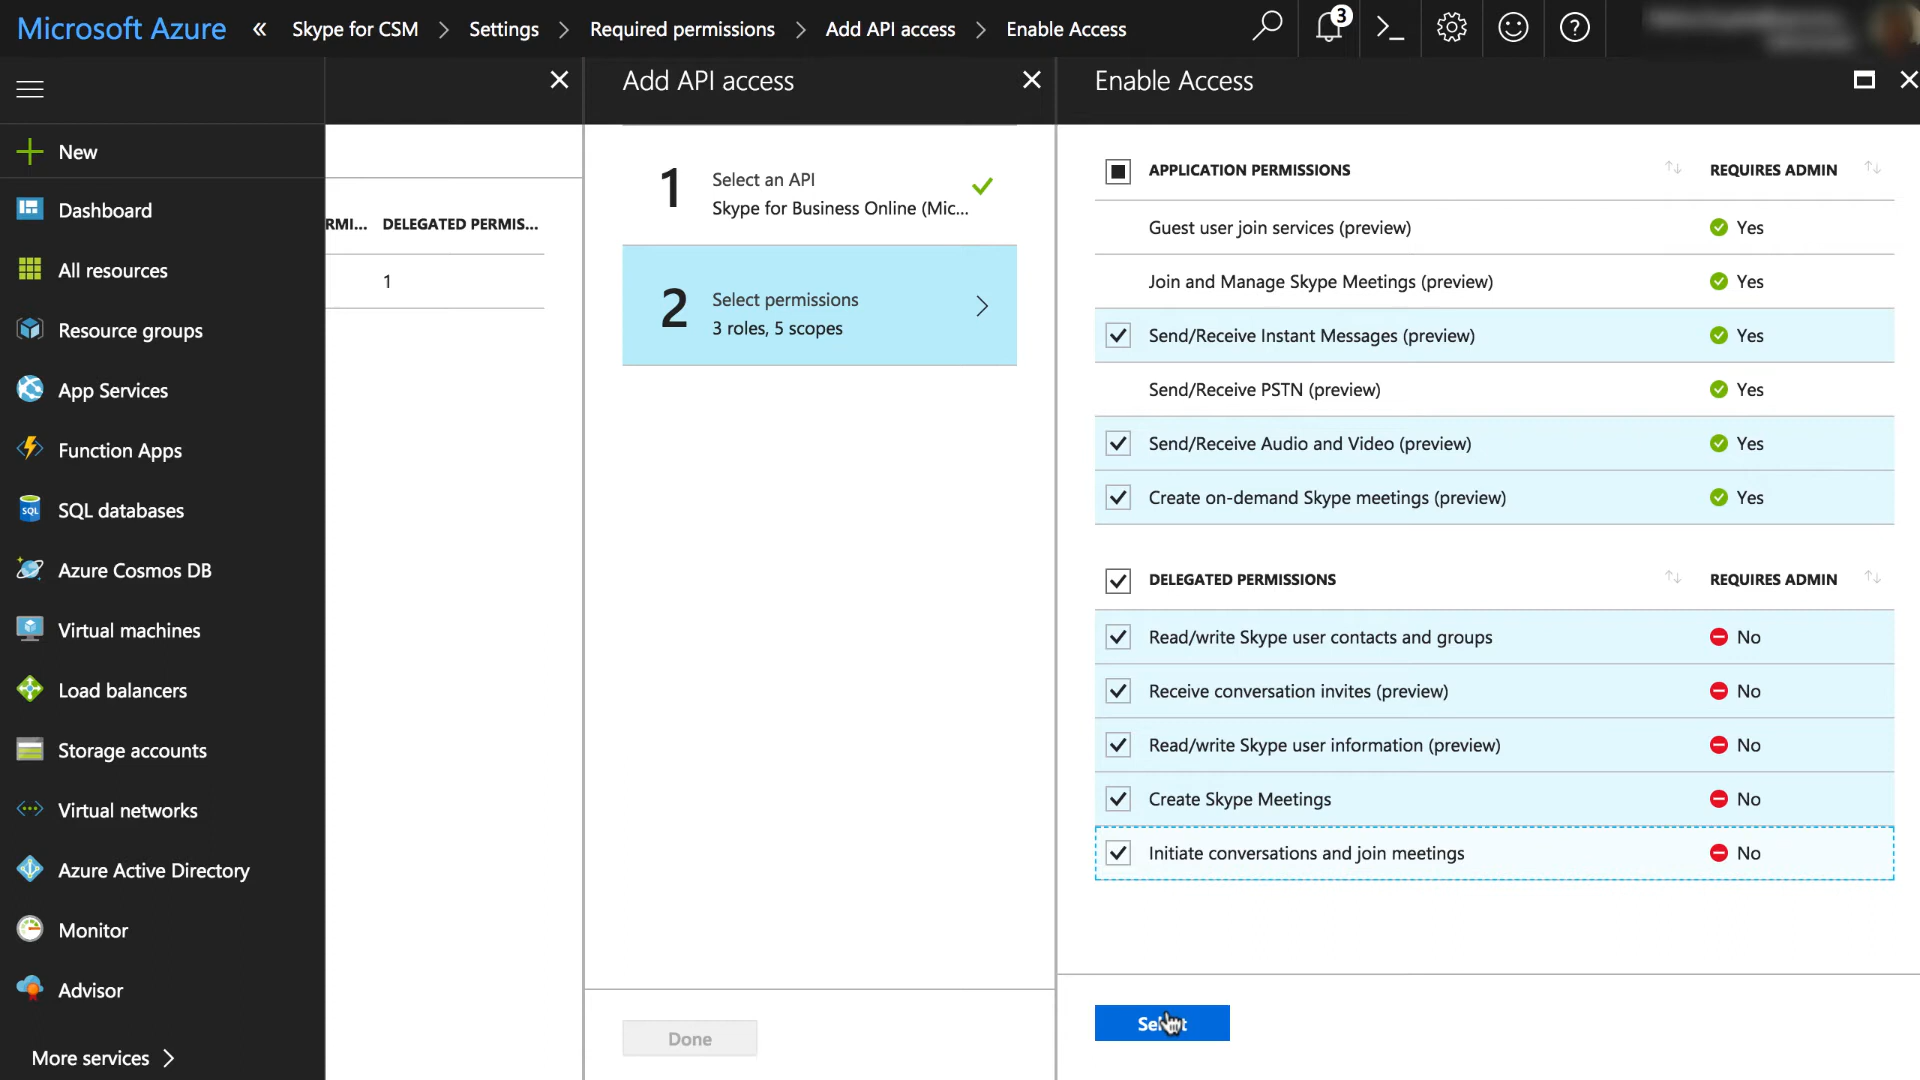 Microsoft Azure « Skype for CSM > Settings > Required permissions > Add API access > Enable Access
3
New
Dashboard
All resources
Resource groups
App Services
Function Apps
SQL databases
Azure Cosmos DB
Virtual machines
Load balancers
Storage accounts
Virtual networks
Azure Active Directory
Monitor
Advisor
More services >
RMI... DELEGATED PERMIS...
1
Add API access
1 Select an API
Skype for Business Online (Mic...
2 Select permissions
3 roles, 5 scopes
Done
Enable Access
APPLICATION PERMISSIONS REQUIRES ADMIN
Guest user join services (preview) Yes
Join and Manage Skype Meetings (preview) Yes
Send/Receive Instant Messages (preview) Yes
Send/Receive PSTN (preview) Yes
Send/Receive Audio and Video (preview) Yes
Create on-demand Skype meetings (preview) Yes
DELEGATED PERMISSIONS REQUIRES ADMIN
Read/write Skype user contacts and groups No
Receive conversation invites (preview) No
Read/write Skype user information (preview) No
Create Skype Meetings No
Initiate conversations and join meetings No
Select